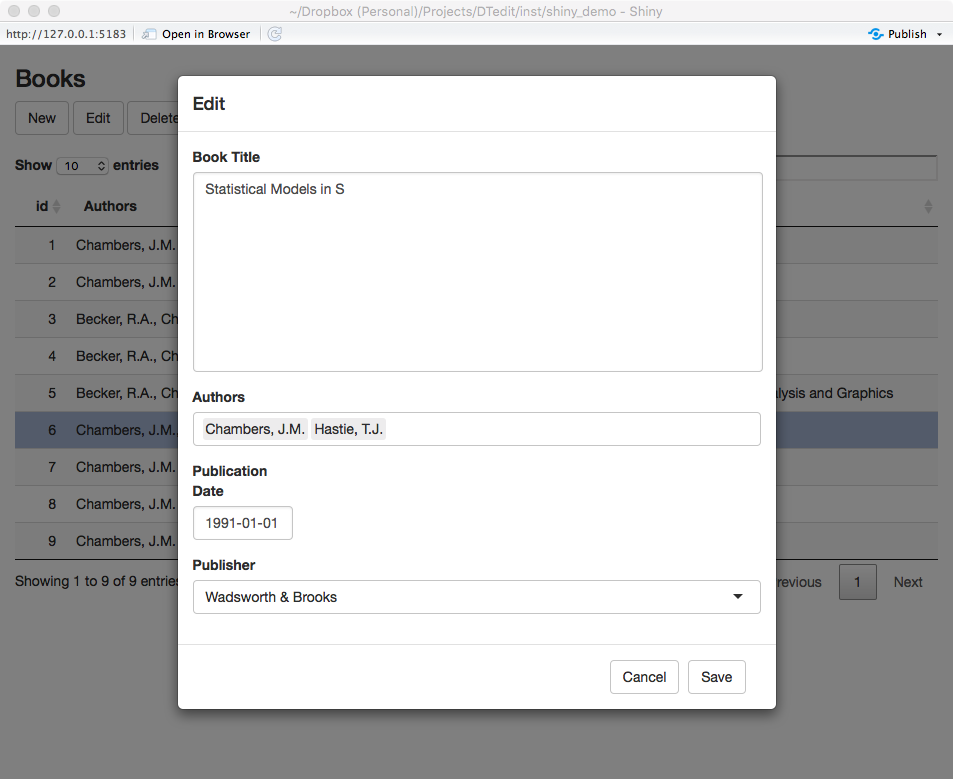 ~/Dropbox (Personal)/Projects/DTedit/inst/shiny_demo - Shiny
http://127.0.0.1:5183 Open in Browser Publish
Books
New Edit Delete
Show 10 entries
id Authors
1 Chambers, J.M.
2 Chambers, J.M.
3 Becker, R.A., Ch
4 Becker, R.A., Ch
5 Becker, R.A., Ch alysis and Graphics
6 Chambers, J.M.
7 Chambers, J.M.
8 Chambers, J.M.
9 Chambers, J.M.
Showing 1 to 9 of 9 entries revious 1 Next
Edit
Book Title
Statistical Models in S
Authors
Chambers, J.M. Hastie, T.J.
Publication
Date
1991-01-01
Publisher
Wadsworth & Brooks
Cancel Save